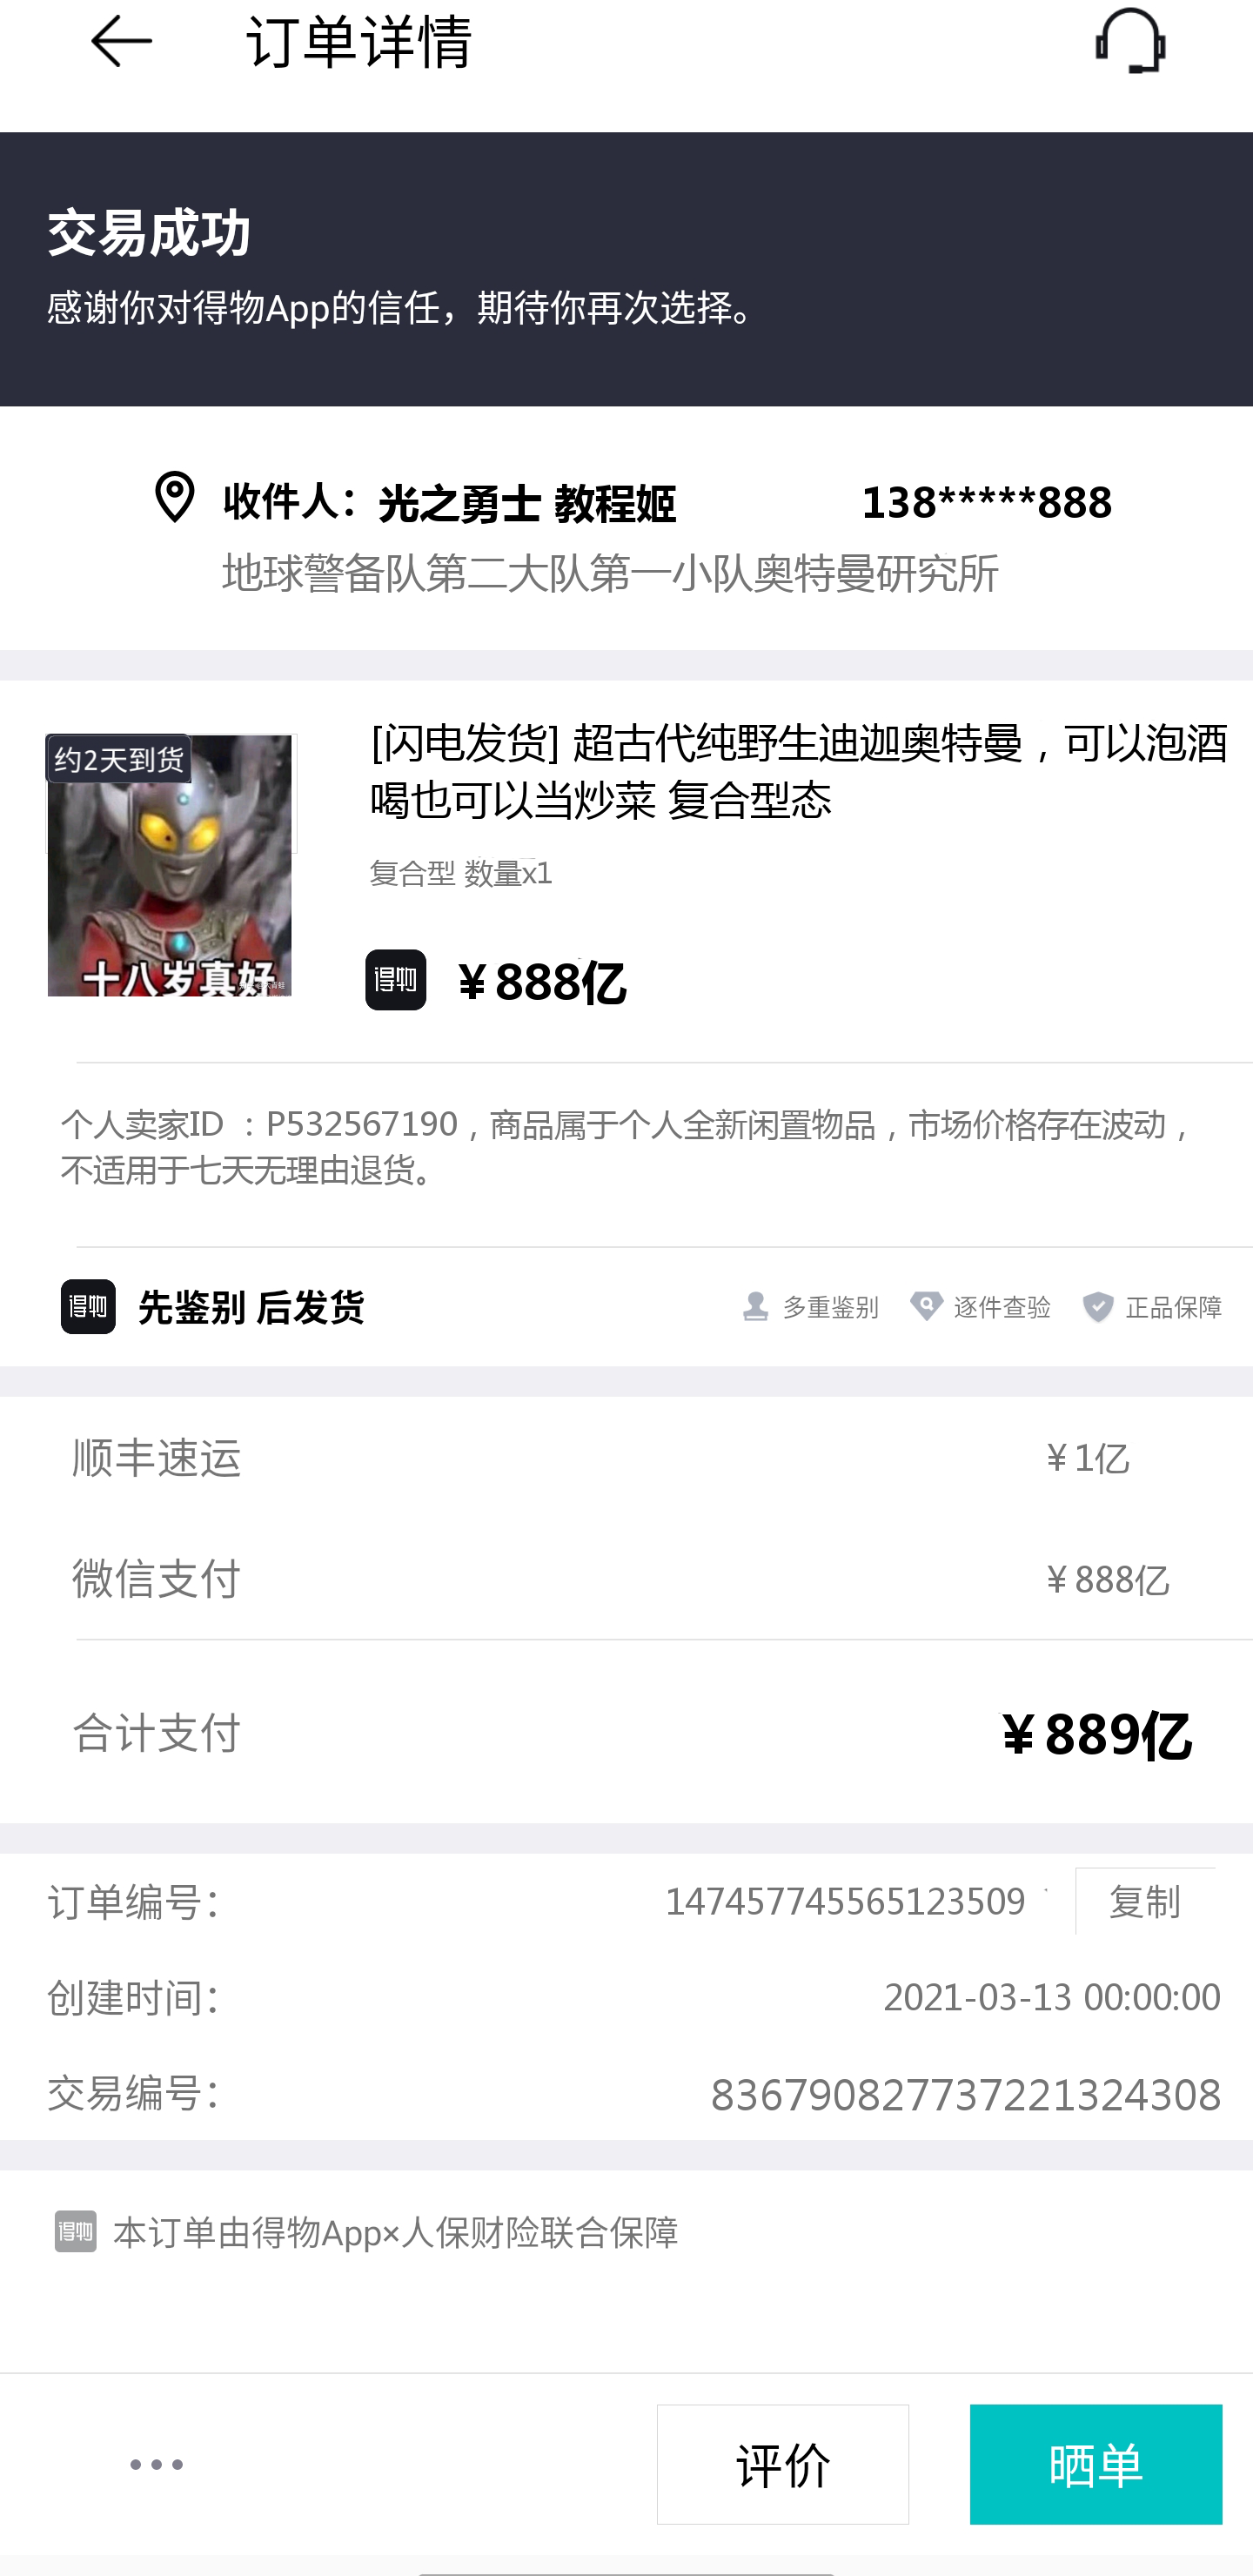 订单详情
交易成功
感谢你对得物App的信任，期待你再次选择。
收件人：光之勇士 教程姬 138*****888
地球警备队第二大队第一小队奥特曼研究所
约2天到货
[闪电发货] 超古代纯野生迪迦奥特曼，可以泡酒
喝也可以当炒菜 复合型态
复合型 数量x1
十八岁真好
得物 ¥888亿
个人卖家ID ：P532567190，商品属于个人全新闲置物品，市场价格存在波动，
不适用于七天无理由退货。
得物 先鉴别 后发货 多重鉴别 逐件查验 正品保障
顺丰速运 ¥1亿
微信支付 ¥888亿
合计支付 ¥889亿
订单编号： 147457745565123509 复制
创建时间： 2021-03-13 00:00:00
交易编号： 836790827737221324308
得物 本订单由得物App×人保财险联合保障
评价 晒单